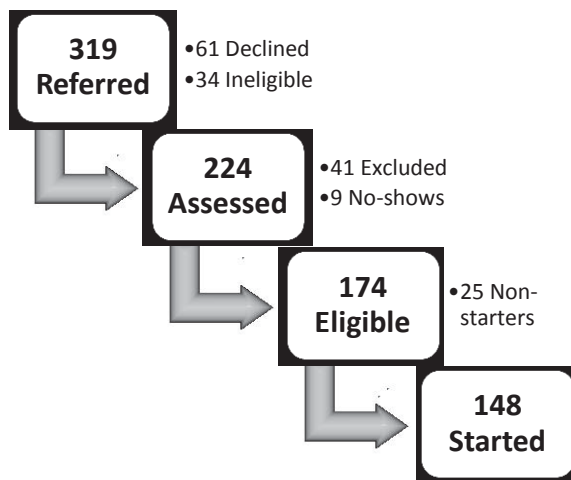 319
Referred
•61 Declined
•34 Ineligible
224
Assessed
•41 Excluded
•9 No-shows
174
Eligible
•25 Non-
starters
148
Started